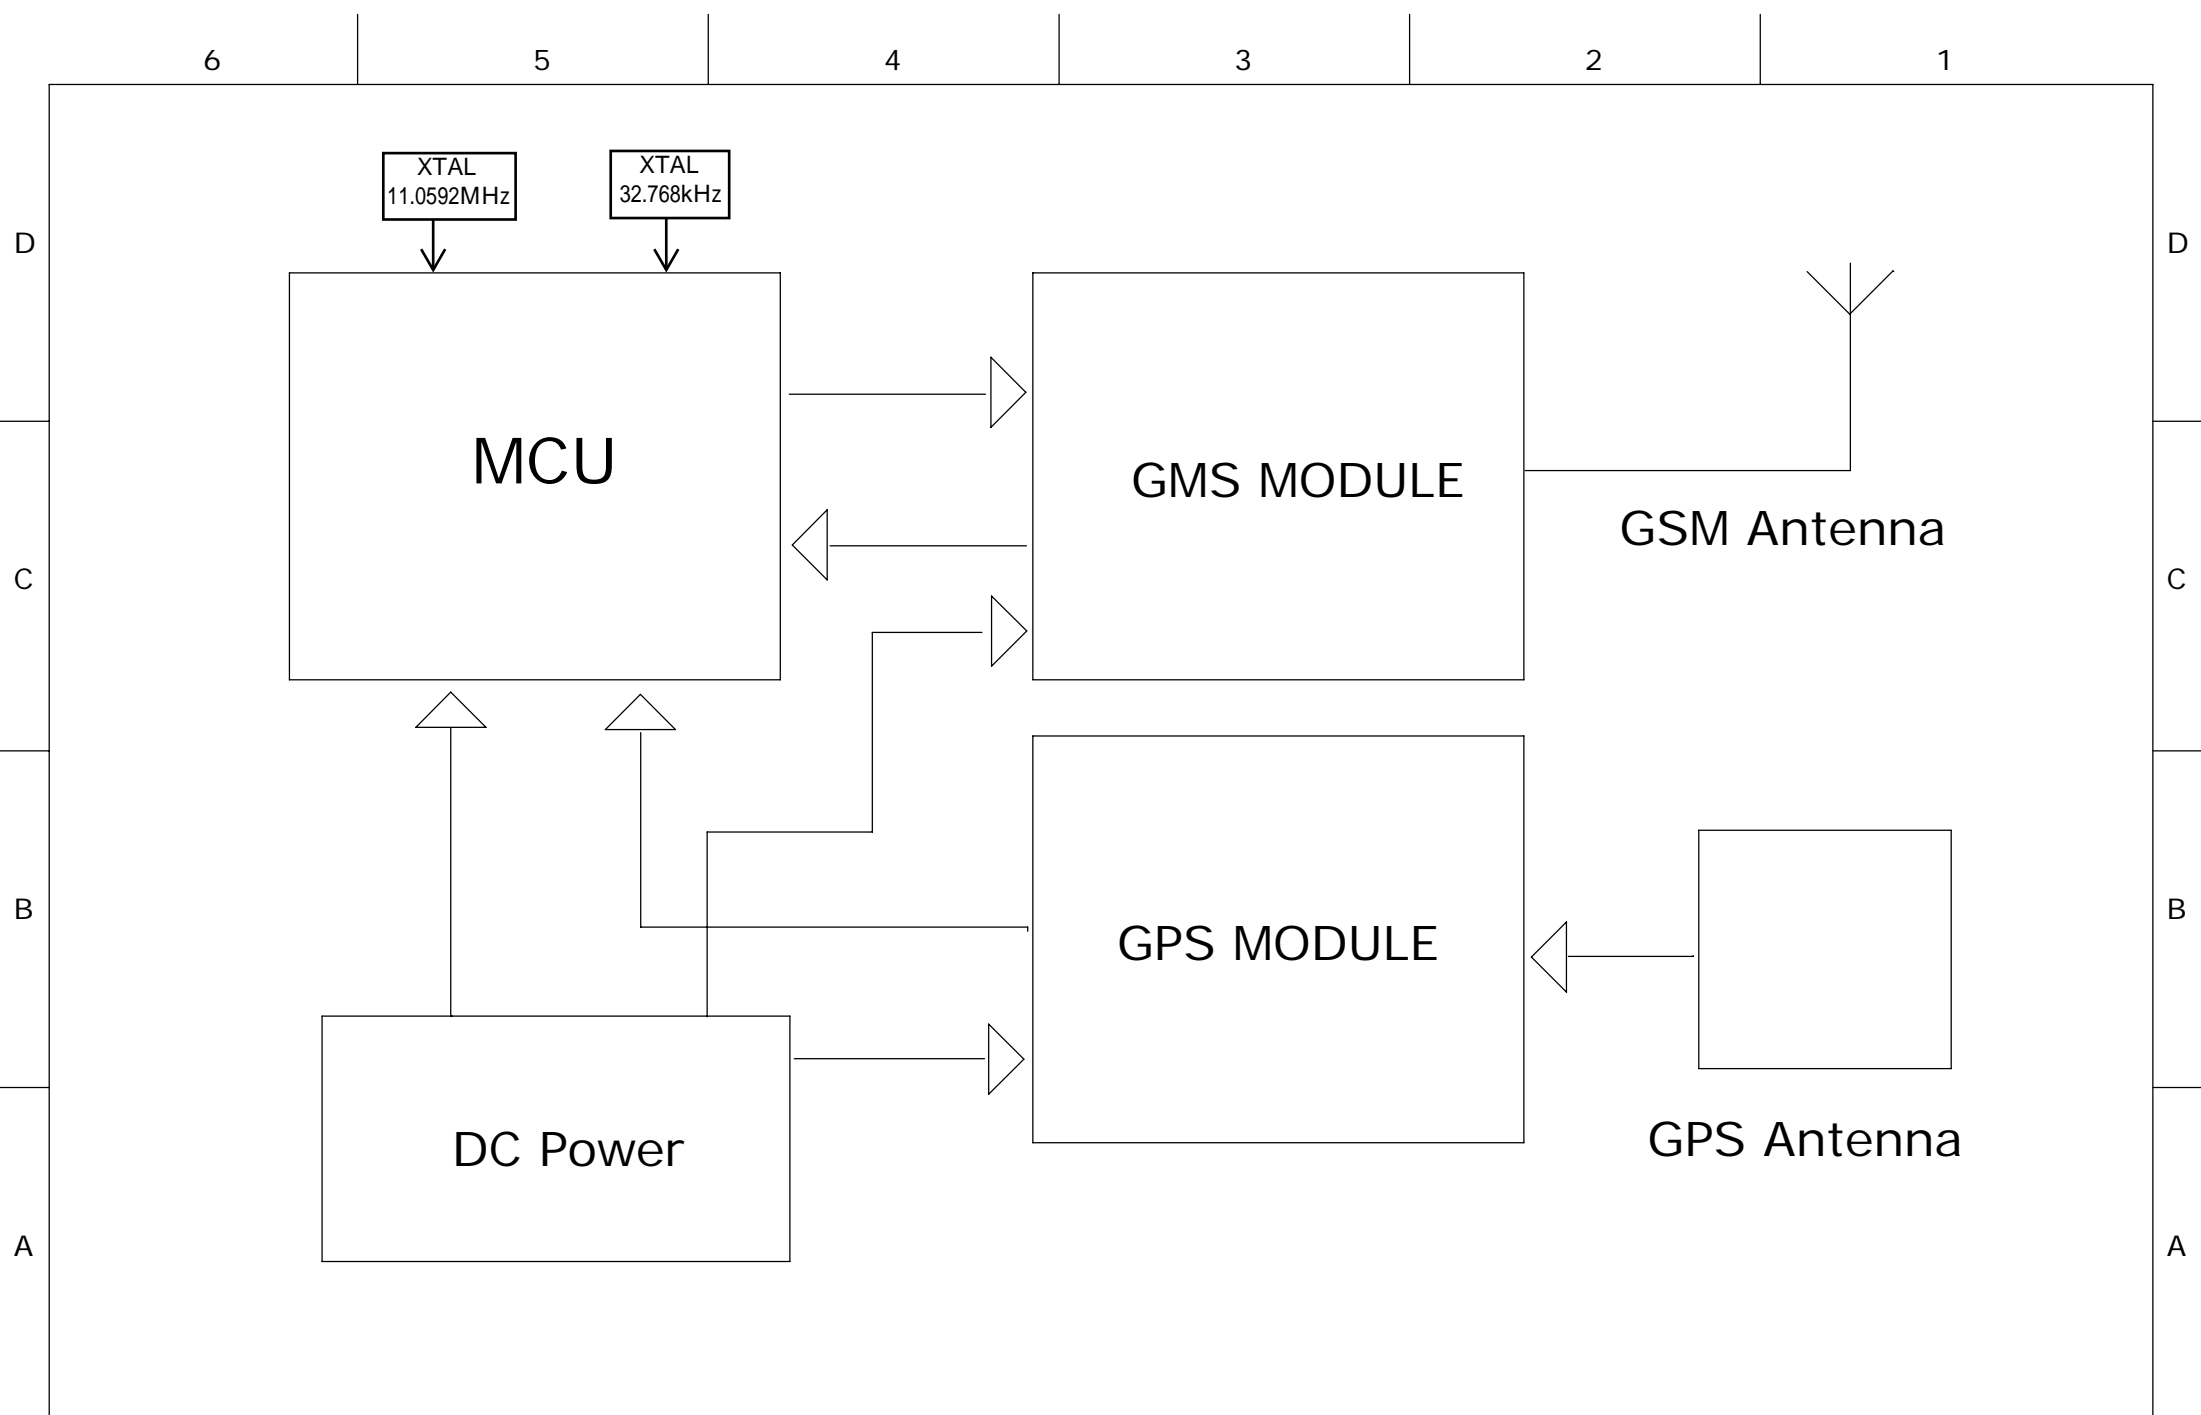 6 5 4 3 2 1
XTAL
11.0592MHz
XTAL
32.768kHz
D D
MCU
GMS MODULE
GSM Antenna
C C
B B
GPS MODULE
GPS Antenna
DC Power
A A